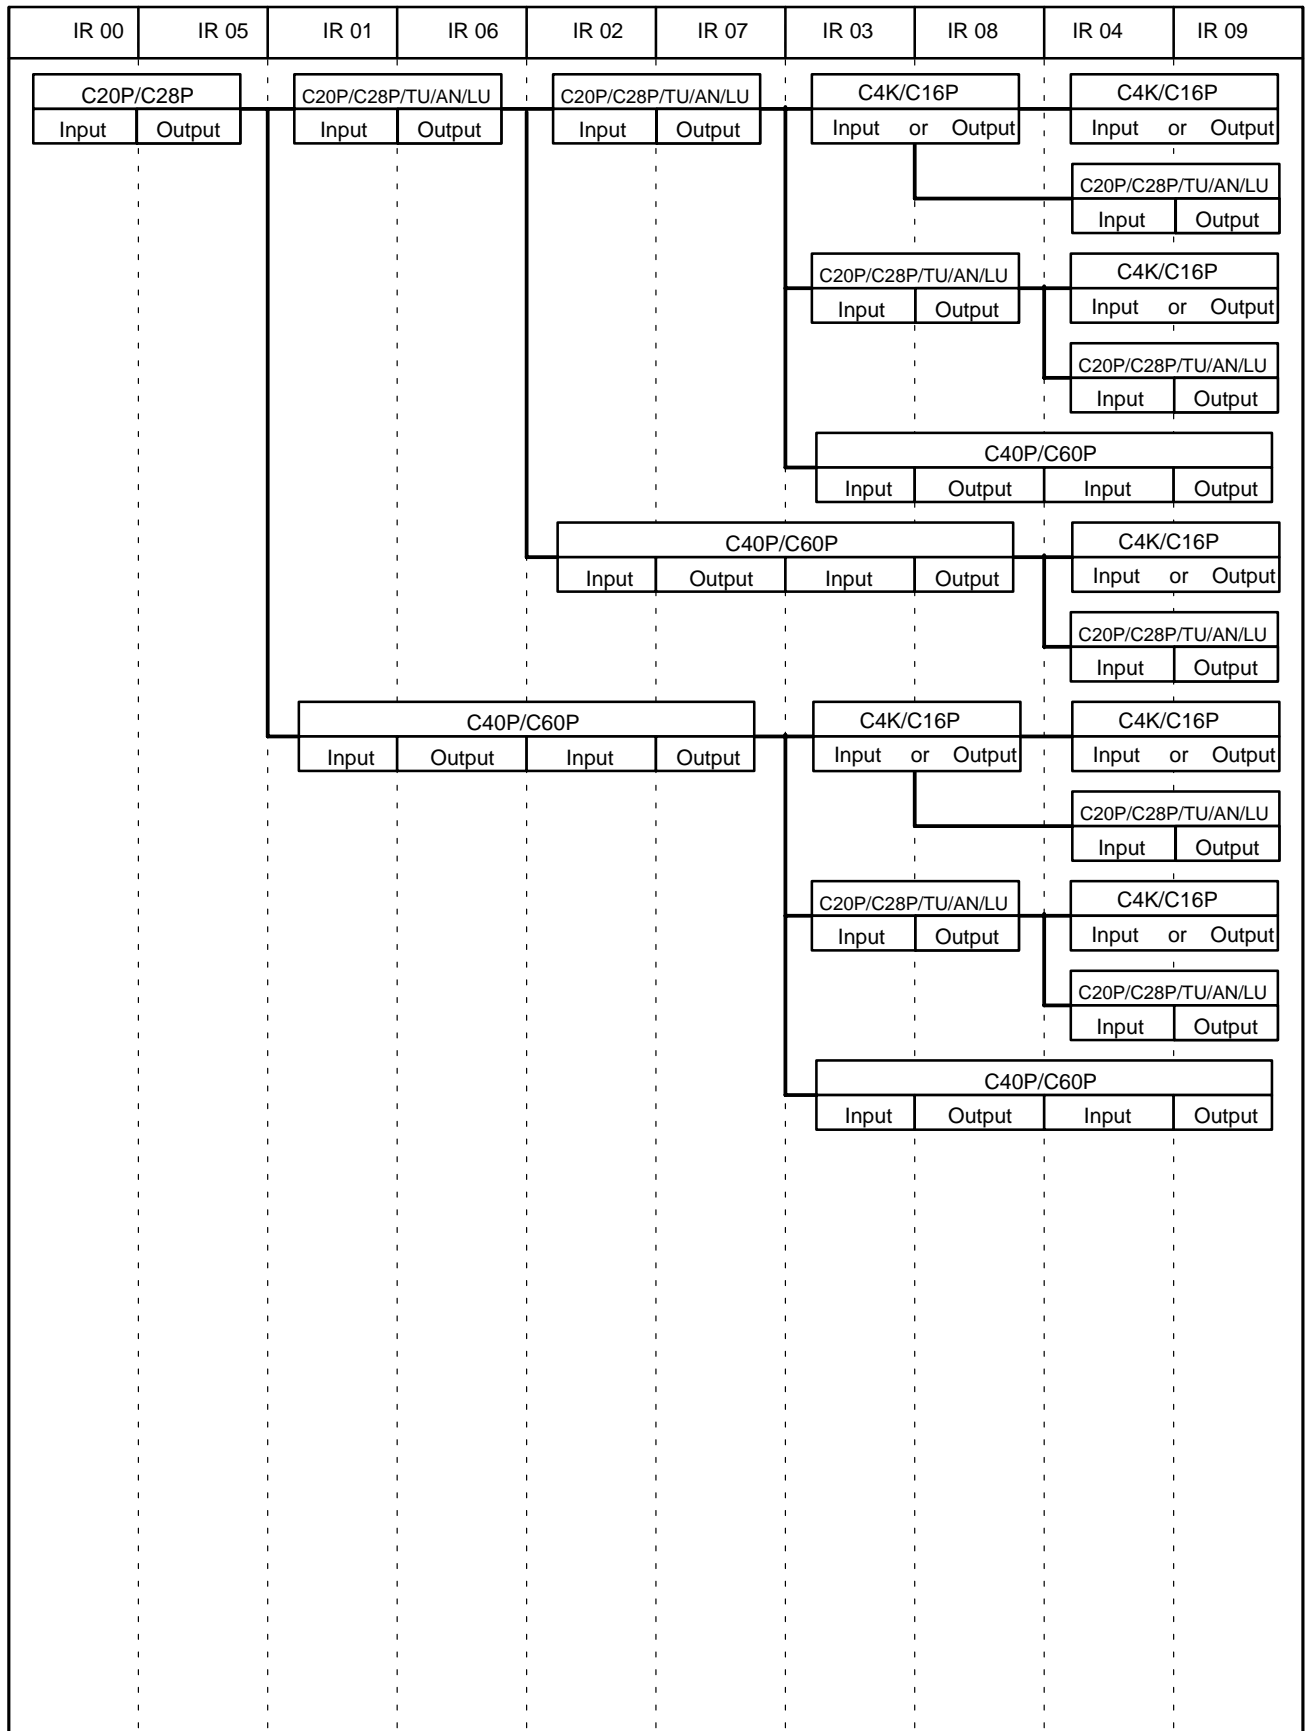 IR 00 IR 05 IR 01 IR 06 IR 02 IR 07 IR 03 IR 08 IR 04 IR 09
C20P/C28P C20P/C28P/TU/AN/LU C20P/C28P/TU/AN/LU C4K/C16P C4K/C16P
Input Output Input Output Input Output Input or Output Input or Output
C20P/C28P/TU/AN/LU
Input Output
C20P/C28P/TU/AN/LU C4K/C16P
Input Output Input or Output
C20P/C28P/TU/AN/LU
Input Output
C40P/C60P
Input Output Input Output
C40P/C60P C4K/C16P
Input Output Input Output Input or Output
C20P/C28P/TU/AN/LU
Input Output
C40P/C60P C4K/C16P C4K/C16P
Input Output Input Output Input or Output Input or Output
C20P/C28P/TU/AN/LU
Input Output
C20P/C28P/TU/AN/LU C4K/C16P
Input Output Input or Output
C20P/C28P/TU/AN/LU
Input Output
C40P/C60P
Input Output Input Output